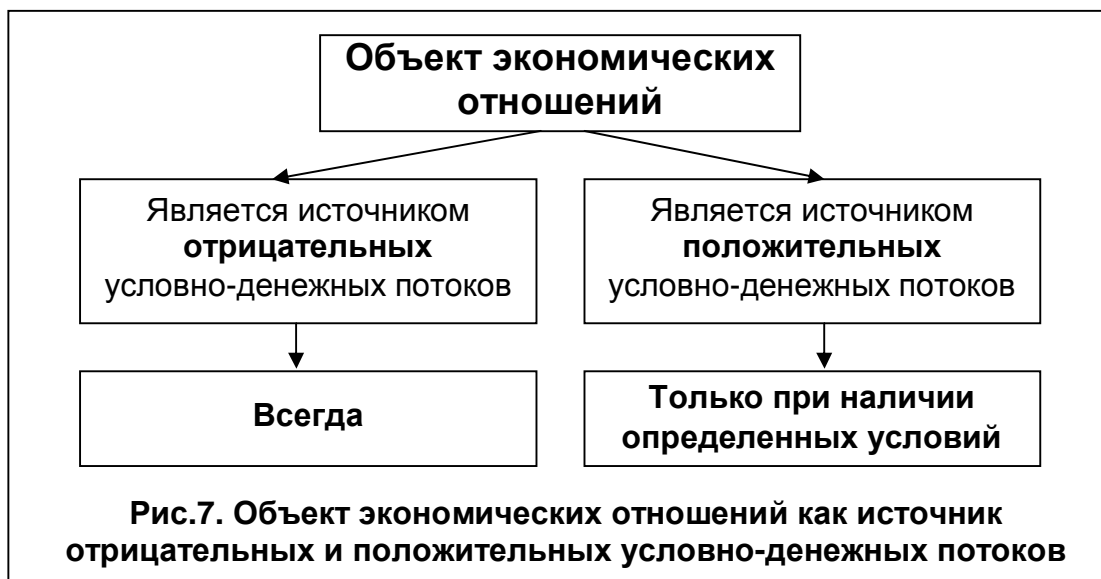 Объект экономических
отношений
Является источником
отрицательных
условно-денежных потоков
Является источником
положительных
условно-денежных потоков
Всегда
Только при наличии
определенных условий
Рис.7. Объект экономических отношений как источник
отрицательных и положительных условно-денежных потоков